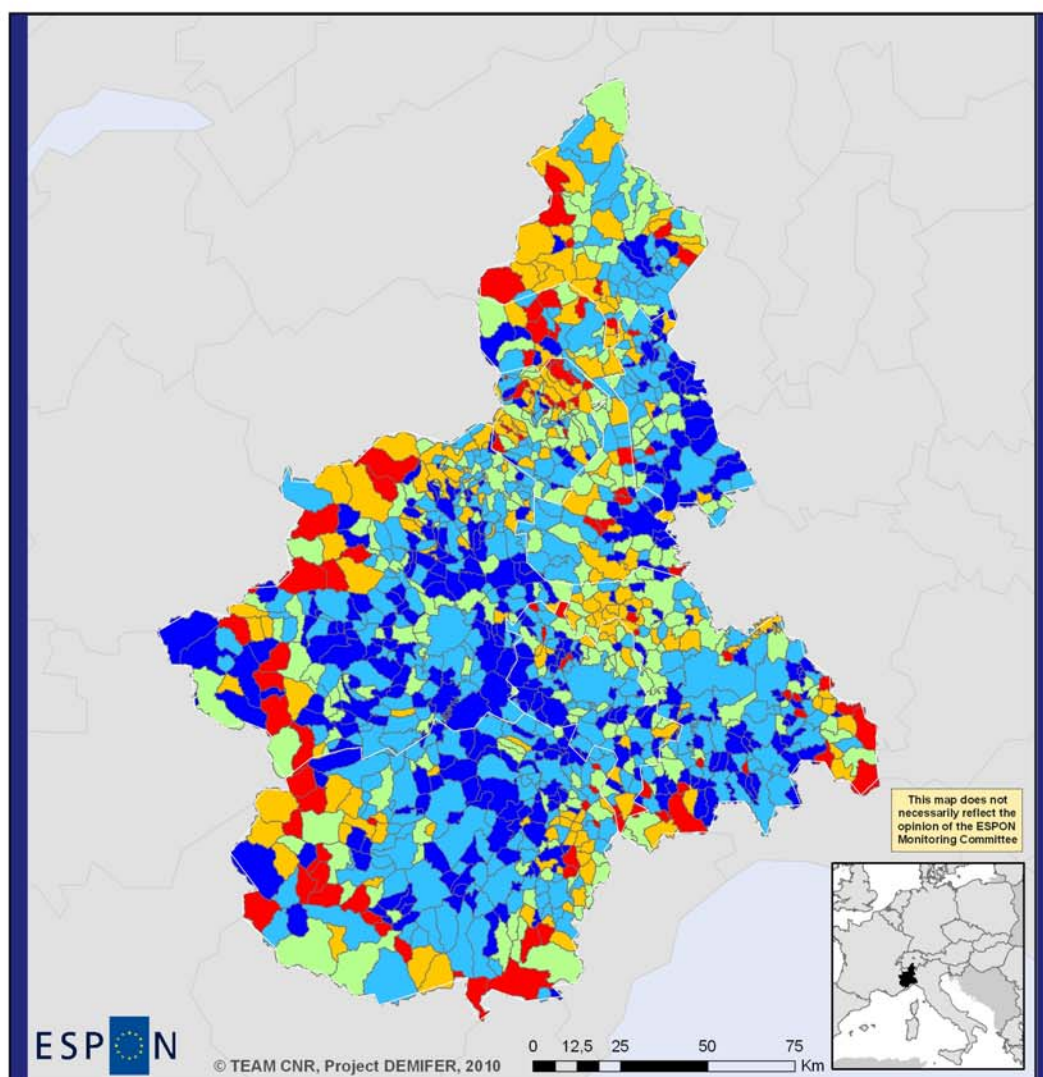 This map does not
necessarily reflect the
opinion of the ESPON
Monitoring Committee
ESPON
© TEAM CNR, Project DEMIFER, 2010
0 12,5 25 50 75
Km